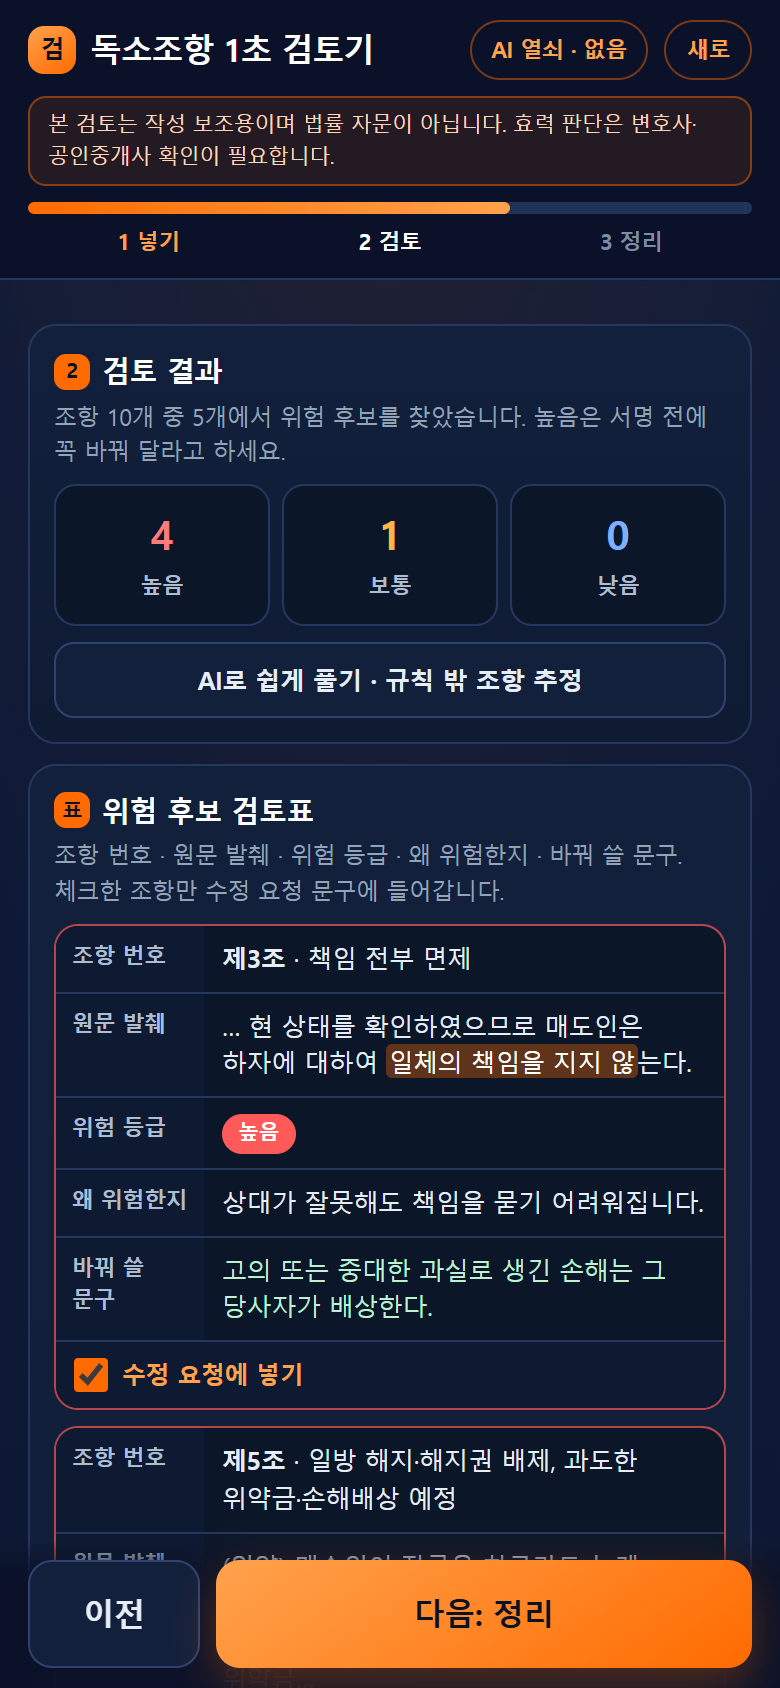 검 독소조항 1초 검토기
AI 열쇠 · 없음
새로
본 검토는 작성 보조용이며 법률 자문이 아닙니다. 효력 판단은 변호사·
공인중개사 확인이 필요합니다.
1 넣기
2 검토
3 정리
2 검토 결과
조항 10개 중 5개에서 위험 후보를 찾았습니다. 높음은 서명 전에
꼭 바꿔 달라고 하세요.
4
높음
1
보통
0
낮음
AI로 쉽게 풀기 · 규칙 밖 조항 추정
표 위험 후보 검토표
조항 번호 · 원문 발췌 · 위험 등급 · 왜 위험한지 · 바꿔 쓸 문구.
체크한 조항만 수정 요청 문구에 들어갑니다.
조항 번호
제3조 · 책임 전부 면제
원문 발췌
... 현 상태를 확인하였으므로 매도인은
하자에 대하여 일체의 책임을 지지 않는다.
위험 등급
높음
왜 위험한지
상대가 잘못해도 책임을 묻기 어려워집니다.
바꿔 쓸
문구
고의 또는 중대한 과실로 생긴 손해는 그
당사자가 배상한다.
수정 요청에 넣기
조항 번호
제5조 · 일방 해지·해지권 배제, 과도한
위약금·손해배상 예정
원문 발췌
이전
다음: 정리
위약금...